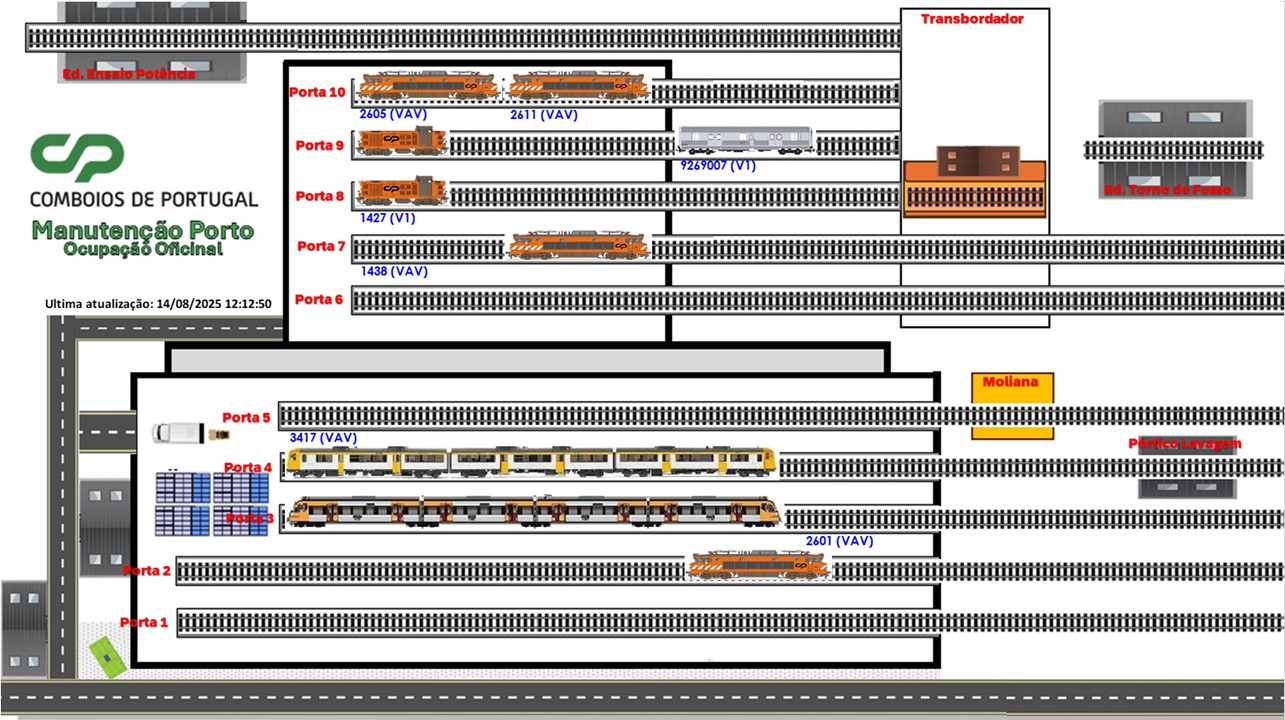 Transbordador
Ed. Ensaio Potência
Porta 10
2605 (VAV)
2611 (VAV)
Porta 9
9269007 (V1)
CP
COMBOIOS DE PORTUGAL
Manutenção Porto
Ocupação Oficinal
Porta 8
1427 (V1)
Ed. Torno de Fosso
Porta 7
1438 (VAV)
Porta 6
Ultima atualização: 14/08/2025 12:12:50
Moliana
Porta 5
3417 (VAV)
Pórtico Lavagem
Porta 4
Porta 3
2601 (VAV)
Porta 2
Porta 1